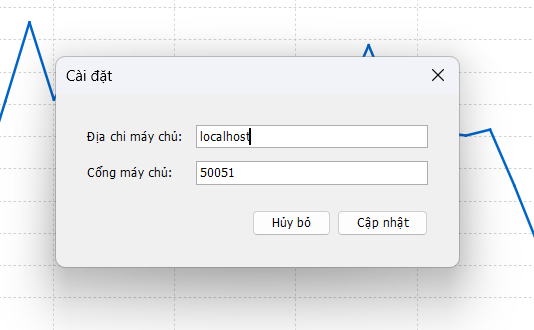 Cài đặt
Địa chỉ máy chủ: localhost
Cổng máy chủ: 50051
Hủy bỏ Cập nhật